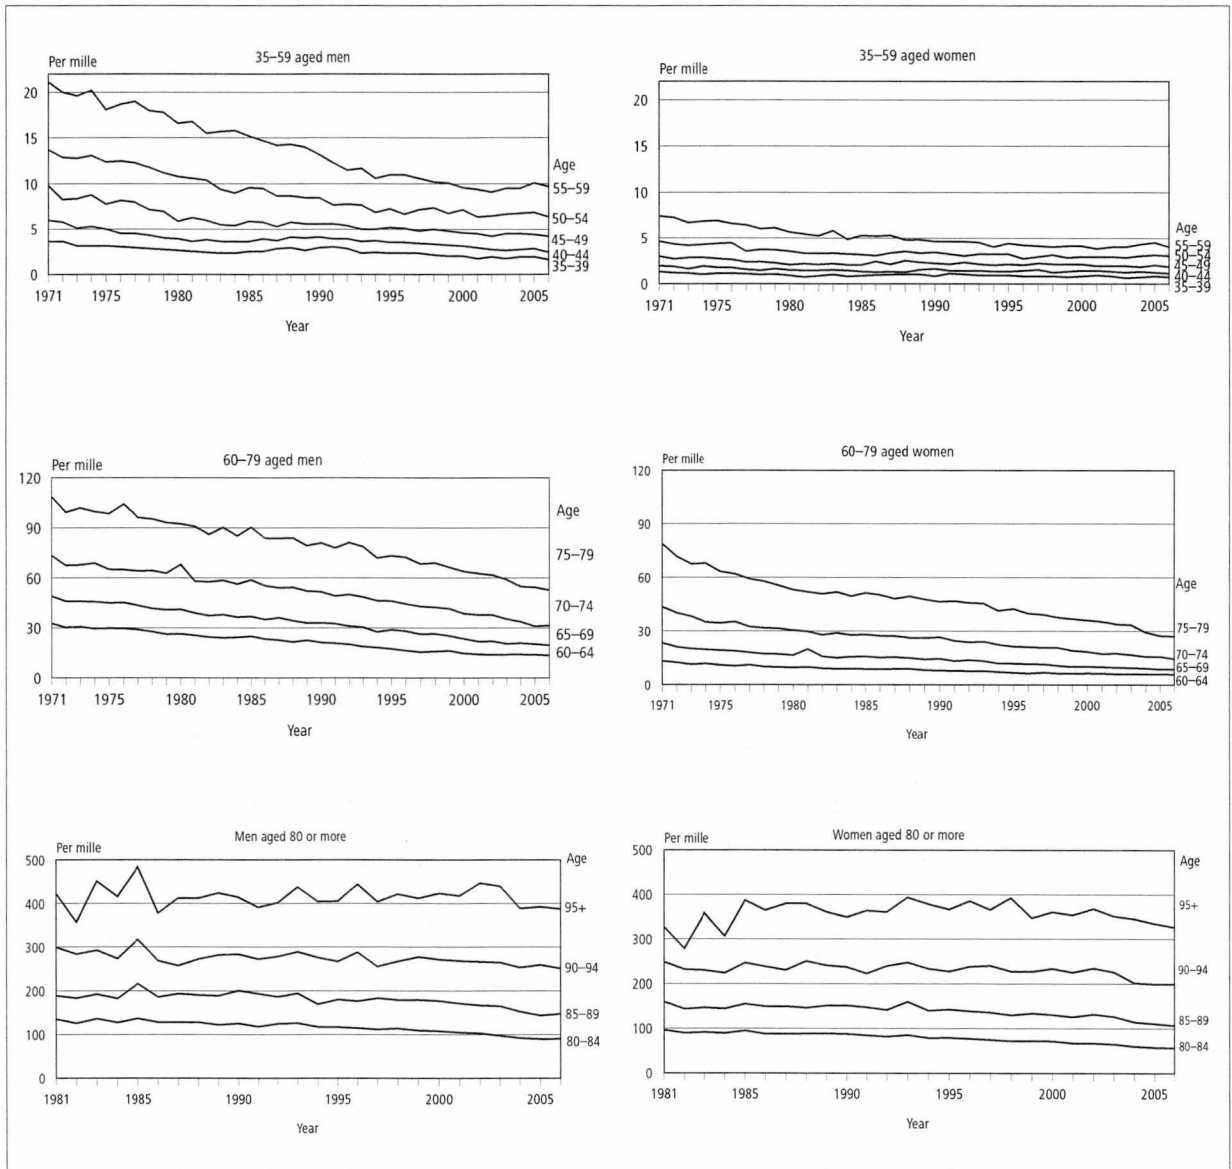 35–59 aged men
Per mille
20
15
10
5
0
Age
55–59
50–54
45–49
40–44
35–39
1971 1975 1980 1985 1990 1995 2000 2005
Year
35–59 aged women
Per mille
20
15
10
5
0
Age
55–59
50–54
45–49
40–44
35–39
1971 1975 1980 1985 1990 1995 2000 2005
Year
60–79 aged men
Per mille
120
90
60
30
0
Age
75–79
70–74
65–69
60–64
1971 1975 1980 1985 1990 1995 2000 2005
Year
60–79 aged women
Per mille
120
90
60
30
0
Age
75–79
70–74
65–69
60–64
1971 1975 1980 1985 1990 1995 2000 2005
Year
Men aged 80 or more
Per mille
500
400
300
200
100
0
Age
95+
90–94
85–89
80–84
1981 1985 1990 1995 2000 2005
Year
Women aged 80 or more
Per mille
500
400
300
200
100
0
Age
95+
90–94
85–89
80–84
1981 1985 1990 1995 2000 2005
Year